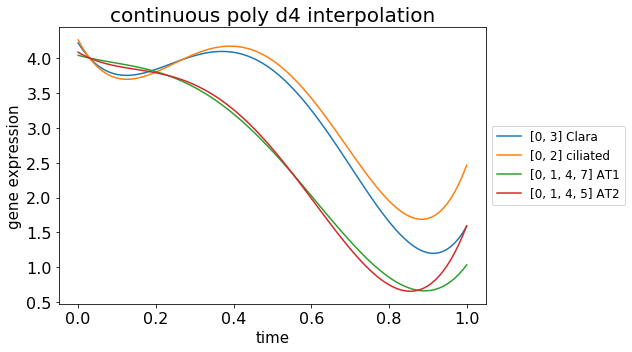 continuous poly d4 interpolation
gene expression
4.0
3.5
3.0
2.5
2.0
1.5
1.0
0.5
0.0
0.2
0.4
0.6
0.8
1.0
time
[0, 3] Clara
[0, 2] ciliated
[0, 1, 4, 7] AT1
[0, 1, 4, 5] AT2